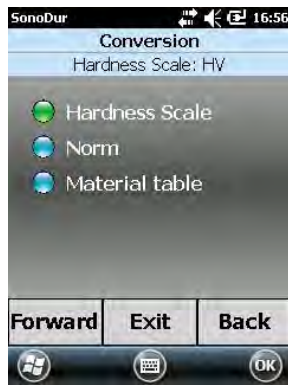 SonoDur 16:56
Conversion
Hardness Scale: HV
Hardness Scale
Norm
Material table
Forward Exit Back
OK